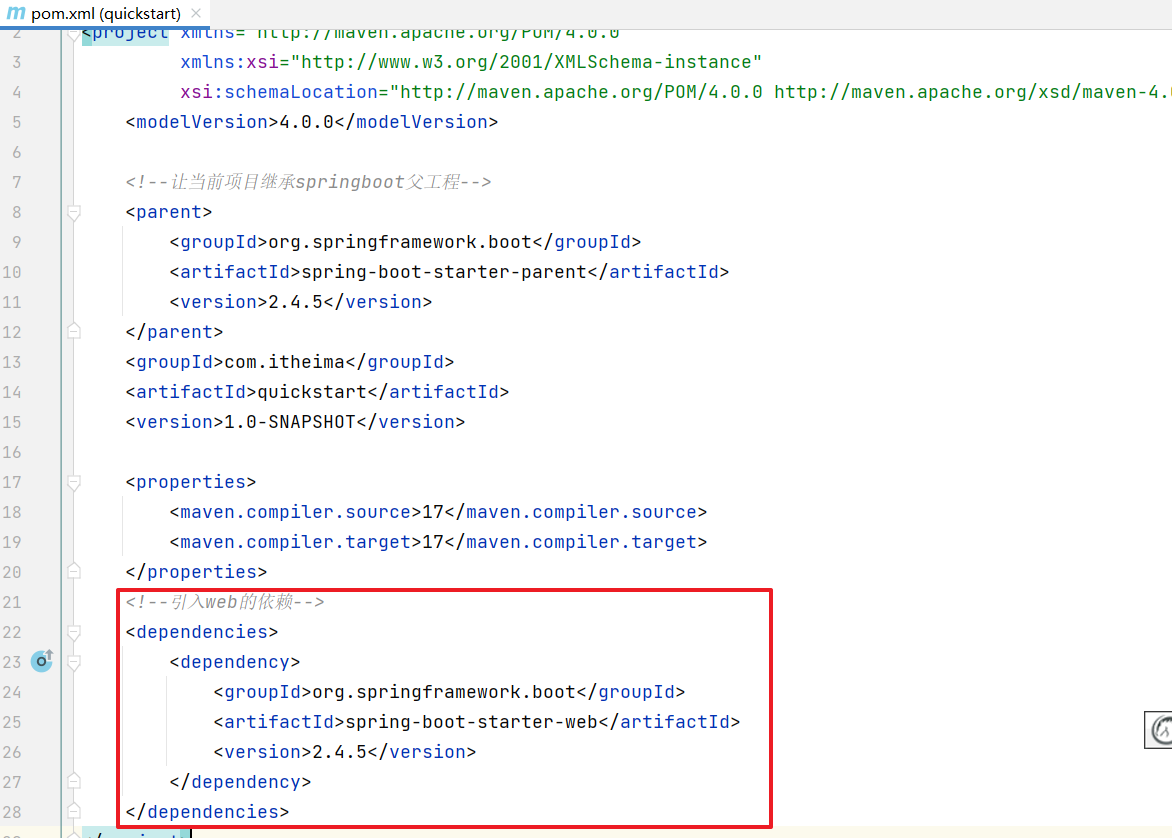 pom.xml (quickstart)
2 <project xmlns="http://maven.apache.org/POM/4.0.0"
3 xmlns:xsi="http://www.w3.org/2001/XMLSchema-instance"
4 xsi:schemaLocation="http://maven.apache.org/POM/4.0.0 http://maven.apache.org/xsd/maven-4.
5 <modelVersion>4.0.0</modelVersion>
6
7 <!--让当前项目继承springboot父工程-->
8 <parent>
9 <groupId>org.springframework.boot</groupId>
10 <artifactId>spring-boot-starter-parent</artifactId>
11 <version>2.4.5</version>
12 </parent>
13 <groupId>com.itheima</groupId>
14 <artifactId>quickstart</artifactId>
15 <version>1.0-SNAPSHOT</version>
16
17 <properties>
18 <maven.compiler.source>17</maven.compiler.source>
19 <maven.compiler.target>17</maven.compiler.target>
20 </properties>
21 <!--引入web的依赖-->
22 <dependencies>
23 <dependency>
24 <groupId>org.springframework.boot</groupId>
25 <artifactId>spring-boot-starter-web</artifactId>
26 <version>2.4.5</version>
27 </dependency>
28 </dependencies>